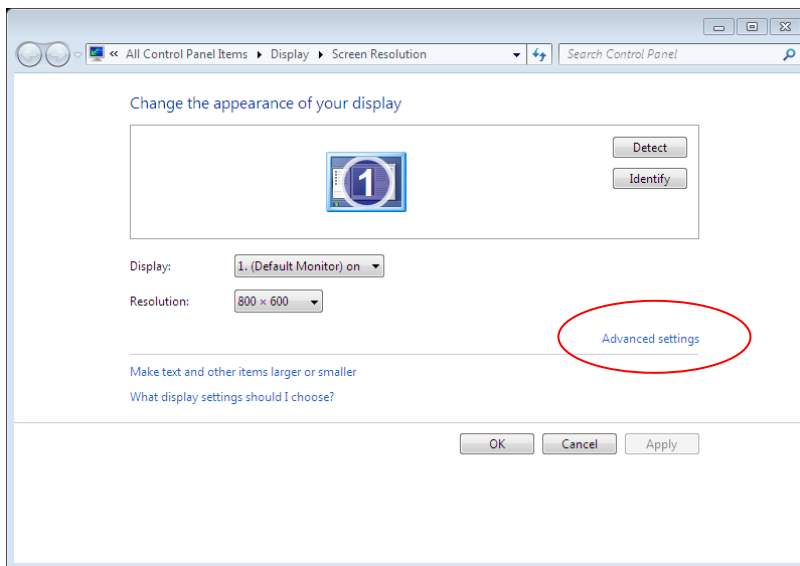 « All Control Panel Items ▸ Display ▸ Screen Resolution Search Control Panel
Change the appearance of your display
1
Detect
Identify
Display: 1. (Default Monitor) on
Resolution: 800 × 600
Advanced settings
Make text and other items larger or smaller
What display settings should I choose?
OK Cancel Apply